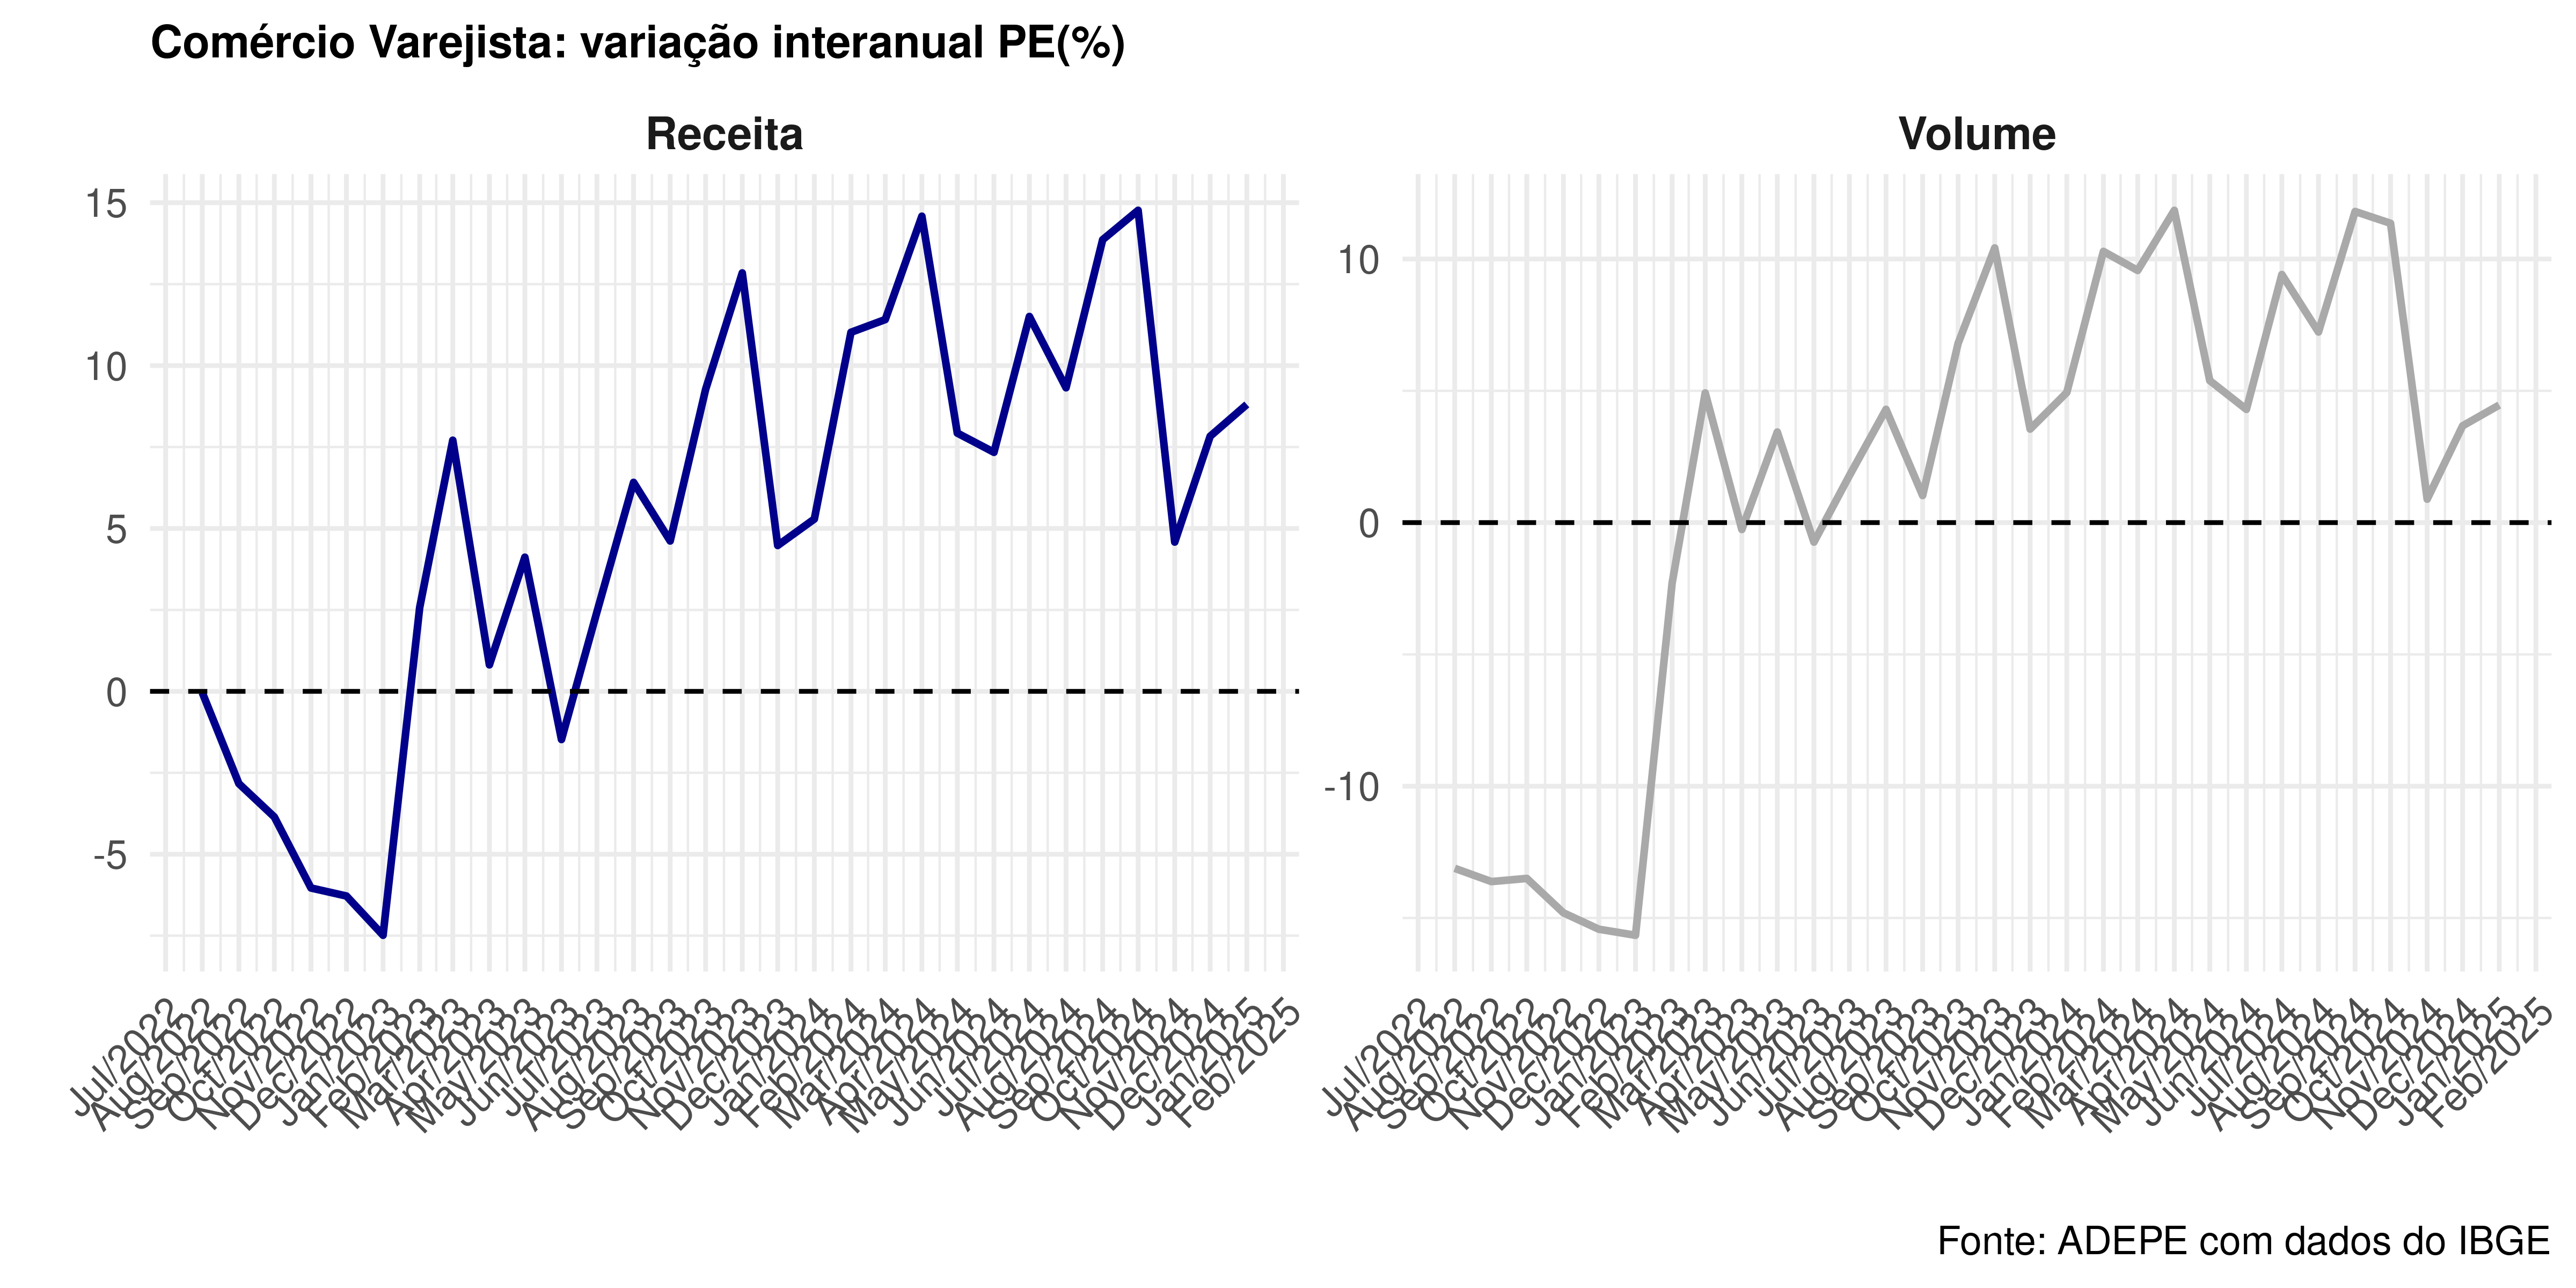 Comércio Varejista: variação interanual PE(%)
Receita
15
10
5
0
-5
Jul/2022
Aug/2022
Sep/2022
Oct/2022
Nov/2022
Dec/2022
Jan/2023
Feb/2023
Mar/2023
Apr/2023
May/2023
Jun/2023
Jul/2023
Aug/2023
Sep/2023
Oct/2023
Nov/2023
Dec/2023
Jan/2024
Feb/2024
Mar/2024
Apr/2024
May/2024
Jun/2024
Jul/2024
Aug/2024
Sep/2024
Oct/2024
Nov/2024
Dec/2024
Jan/2025
Feb/2025
Volume
10
0
-10
Jul/2022
Aug/2022
Sep/2022
Oct/2022
Nov/2022
Dec/2022
Jan/2023
Feb/2023
Mar/2023
Apr/2023
May/2023
Jun/2023
Jul/2023
Aug/2023
Sep/2023
Oct/2023
Nov/2023
Dec/2023
Jan/2024
Feb/2024
Mar/2024
Apr/2024
May/2024
Jun/2024
Jul/2024
Aug/2024
Sep/2024
Oct/2024
Nov/2024
Dec/2024
Jan/2025
Feb/2025
Fonte: ADEPE com dados do IBGE